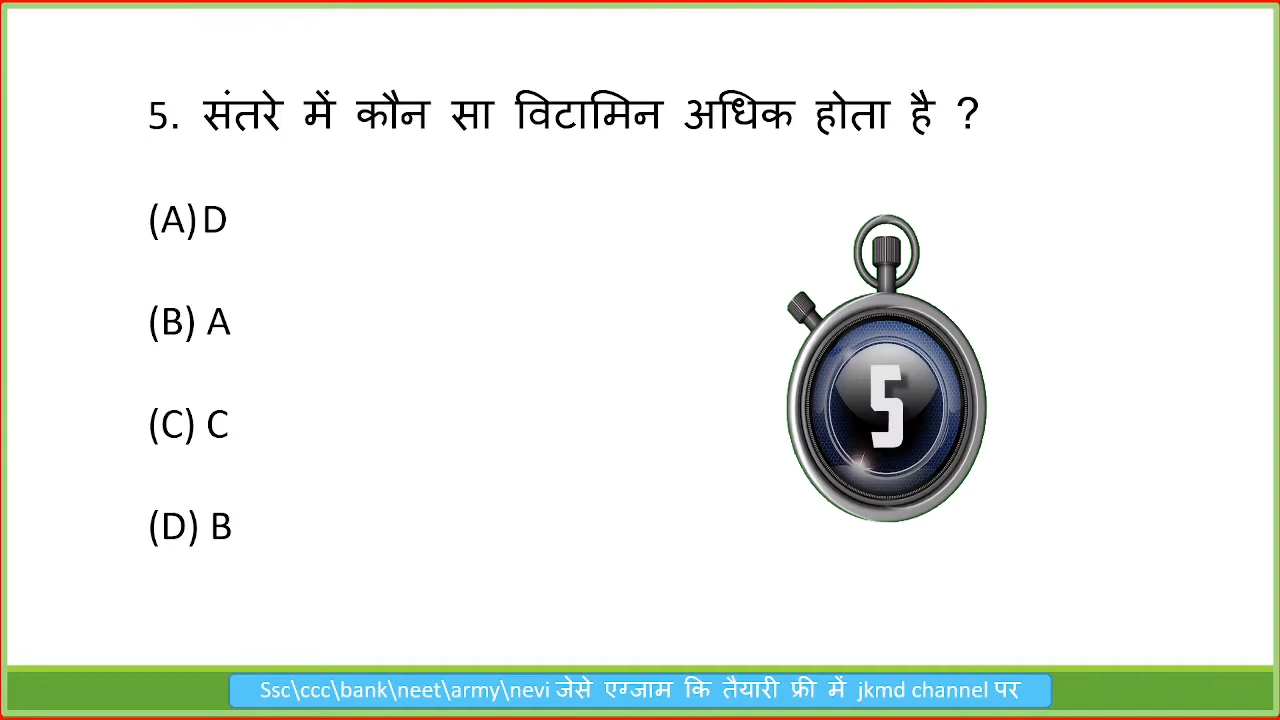 5. संतरे में कौन सा विटामिन अधिक होता है ?
(A) D
(B) A
(C) C
(D) B
5
Ssc\ccc\bank\neet\army\nevi जेसे एग्जाम कि तैयारी फ्री में jkmd channel पर